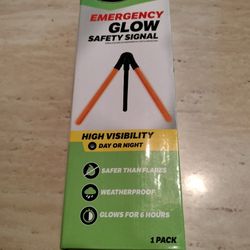 EMERGENCY
GLOW
SAFETY SIGNAL
HIGH VISIBILITY
DAY OR NIGHT
SAFER THAN FLARES
WEATHERPROOF
GLOWS FOR 6 HOURS
1 PACK